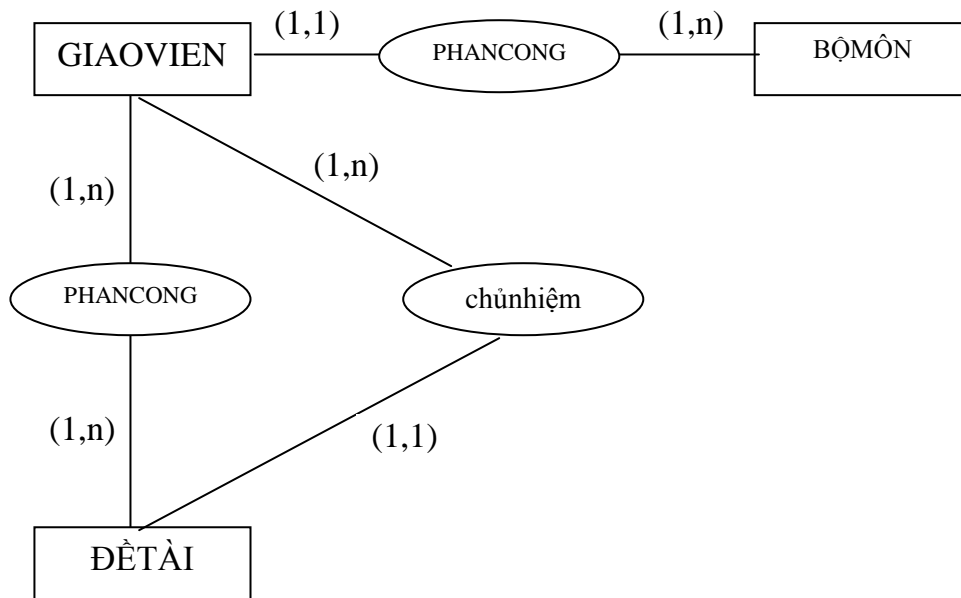 (1,1)
(1,n)
GIAOVIEN
PHANCONG
BỘMÔN
(1,n)
(1,n)
PHANCONG
chủnhiệm
(1,n)
(1,1)
ĐỀTÀI